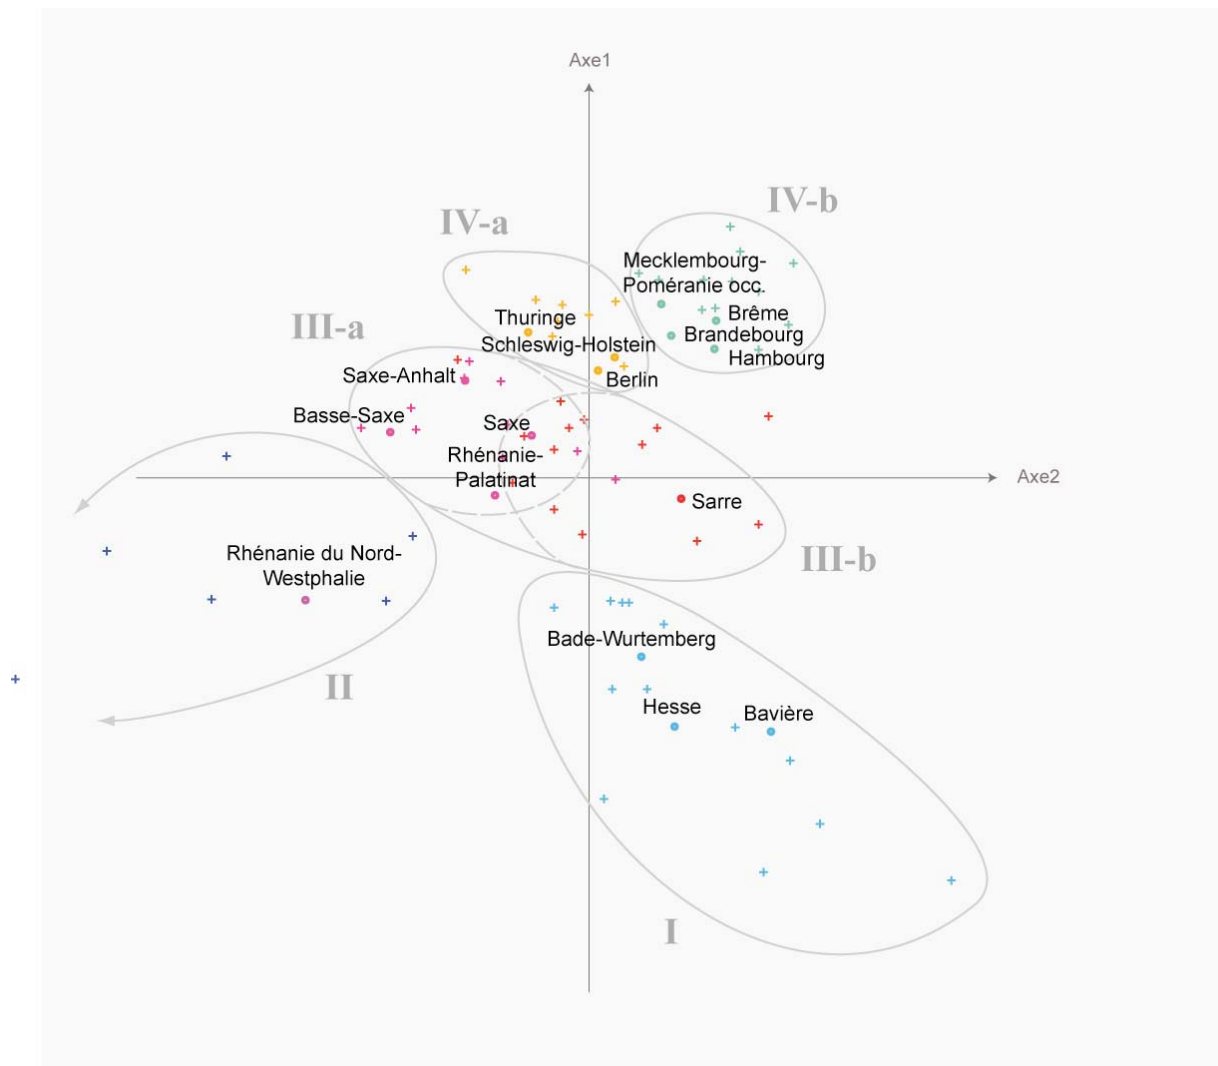 Axe1
IV-b
IV-a
Mecklembourg-
Poméranie occ.
Thuringe
Brême
III-a
Brandebourg
Schleswig-Holstein
Hambourg
Saxe-Anhalt
Berlin
Basse-Saxe
Saxe
Rhénanie-
Palatinat
Axe2
Sarre
Rhénanie du Nord-
Westphalie
III-b
Bade-Wurtemberg
II
Hesse
Bavière
I